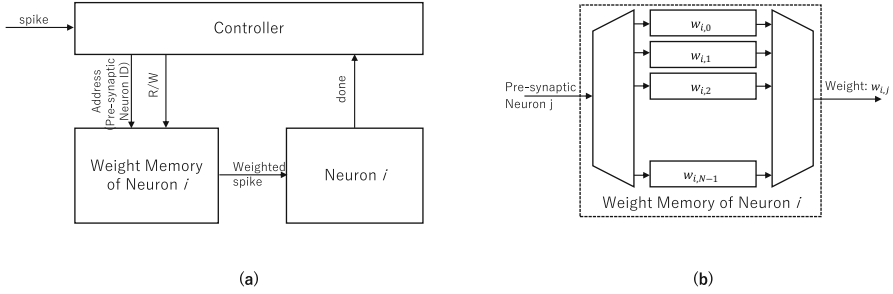 spike
Controller
Address
(Pre-synaptic
Neuron ID)
R/W
done
Weight Memory
of Neuron i
Weighted
spike
Neuron i
(a)
w_{i,0}
w_{i,1}
w_{i,2}
w_{i,N−1}
Pre-synaptic
Neuron j
Weight: w_{i,j}
Weight Memory of Neuron i
(b)